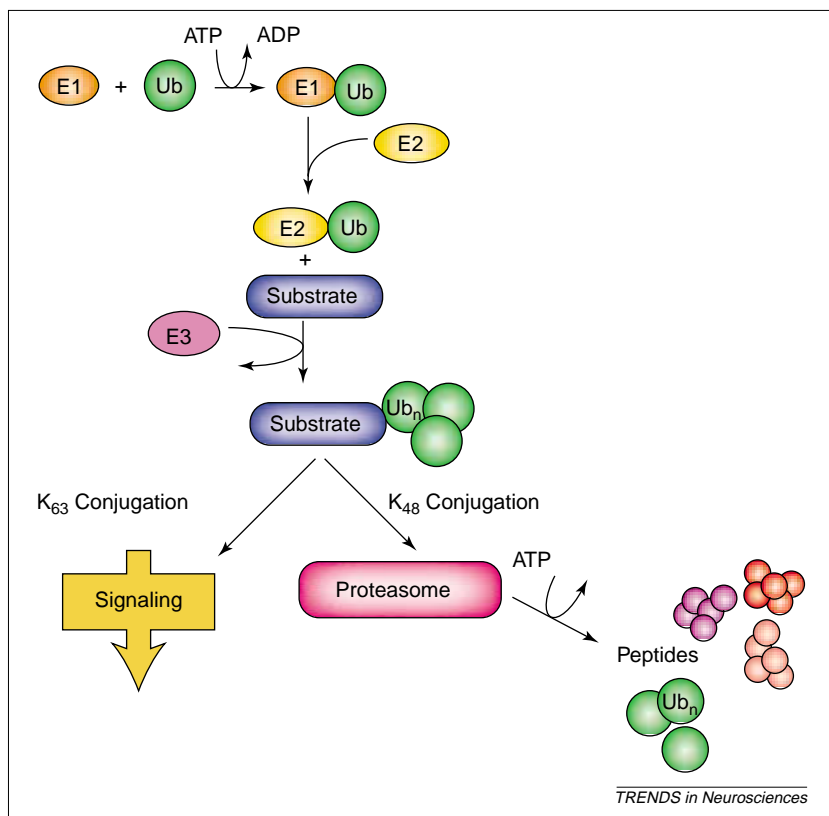 ATP ADP
E1 + Ub E1 Ub
E2
E2 Ub
+
Substrate
E3
Substrate Ubn
K63 Conjugation K48 Conjugation
ATP
Signaling Proteasome
Peptides
Ubn
TRENDS in Neurosciences